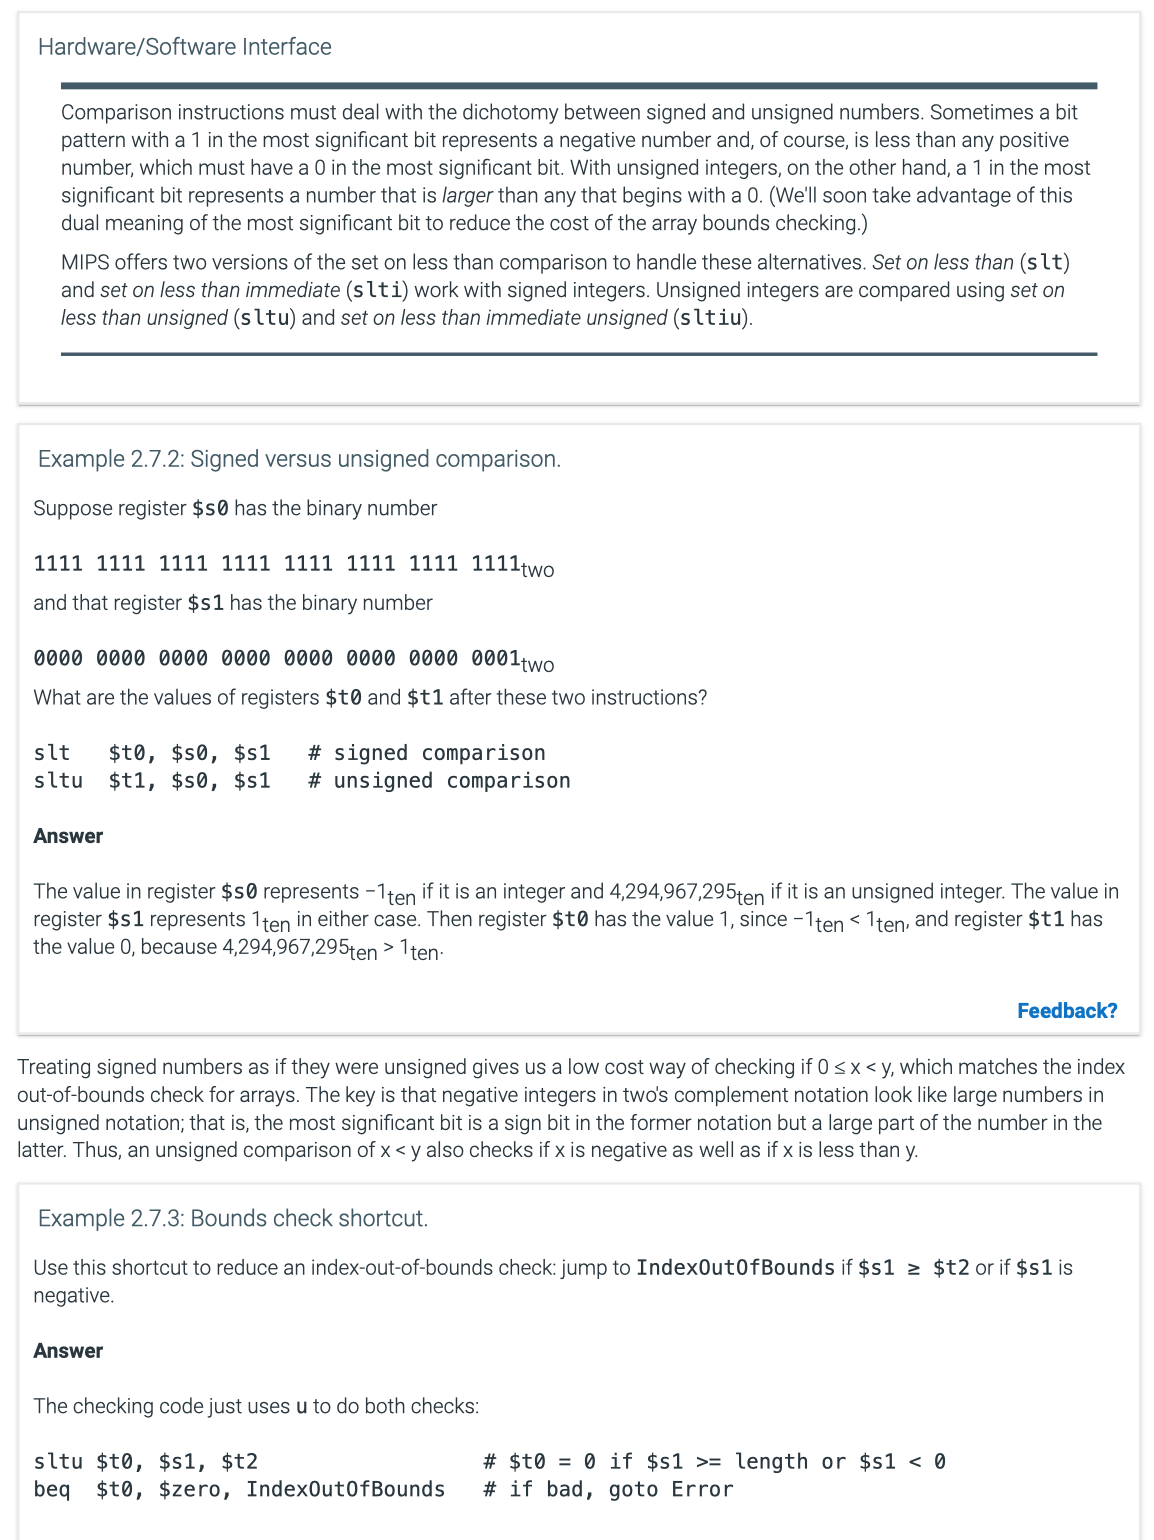 Hardware/Software Interface
Comparison instructions must deal with the dichotomy between signed and unsigned numbers. Sometimes a bit
pattern with a 1 in the most significant bit represents a negative number and, of course, is less than any positive
number, which must have a 0 in the most significant bit. With unsigned integers, on the other hand, a 1 in the most
significant bit represents a number that is larger than any that begins with a 0. (We'll soon take advantage of this
dual meaning of the most significant bit to reduce the cost of the array bounds checking.)
MIPS offers two versions of the set on less than comparison to handle these alternatives. Set on less than (slt)
and set on less than immediate (slti) work with signed integers. Unsigned integers are compared using set on
less than unsigned (sltu) and set on less than immediate unsigned (sltiu).
Example 2.7.2: Signed versus unsigned comparison.
Suppose register $s0 has the binary number
1111 1111 1111 1111 1111 1111 1111 1111two
and that register $s1 has the binary number
0000 0000 0000 0000 0000 0000 0000 0001two
What are the values of registers $t0 and $t1 after these two instructions?
slt   $t0, $s0, $s1   # signed comparison
sltu  $t1, $s0, $s1   # unsigned comparison
Answer
The value in register $s0 represents −1ten if it is an integer and 4,294,967,295ten if it is an unsigned integer. The value in
register $s1 represents 1ten in either case. Then register $t0 has the value 1, since −1ten < 1ten, and register $t1 has
the value 0, because 4,294,967,295ten > 1ten.
Feedback?
Treating signed numbers as if they were unsigned gives us a low cost way of checking if 0 ≤ x < y, which matches the index
out-of-bounds check for arrays. The key is that negative integers in two's complement notation look like large numbers in
unsigned notation; that is, the most significant bit is a sign bit in the former notation but a large part of the number in the
latter. Thus, an unsigned comparison of x < y also checks if x is negative as well as if x is less than y.
Example 2.7.3: Bounds check shortcut.
Use this shortcut to reduce an index-out-of-bounds check: jump to IndexOutOfBounds if $s1 ≥ $t2 or if $s1 is
negative.
Answer
The checking code just uses u to do both checks:
sltu $t0, $s1, $t2                  # $t0 = 0 if $s1 >= length or $s1 < 0
beq  $t0, $zero, IndexOutOfBounds   # if bad, goto Error